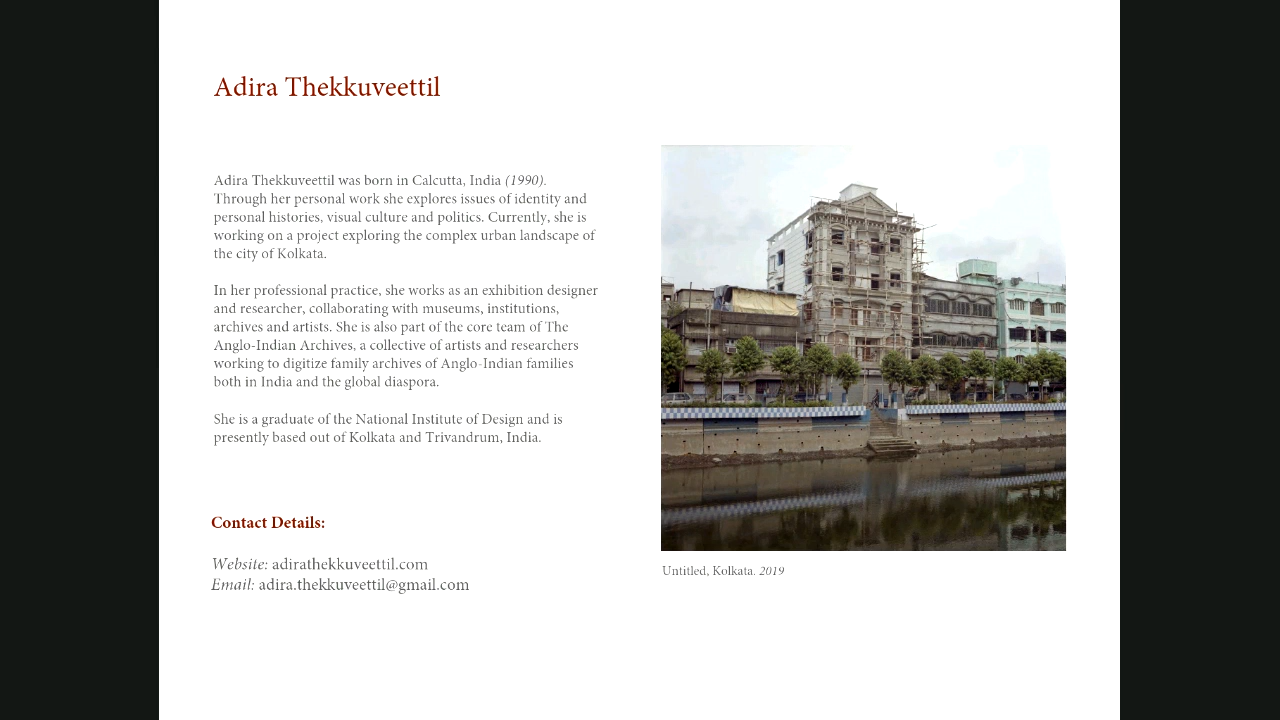 Adira Thekkuveettil
Adira Thekkuveettil was born in Calcutta, India (1990).
Through her personal work she explores issues of identity and
personal histories, visual culture and politics. Currently, she is
working on a project exploring the complex urban landscape of
the city of Kolkata.
In her professional practice, she works as an exhibition designer
and researcher, collaborating with museums, institutions,
archives and artists. She is also part of the core team of The
Anglo-Indian Archives, a collective of artists and researchers
working to digitize family archives of Anglo-Indian families
both in India and the global diaspora.
She is a graduate of the National Institute of Design and is
presently based out of Kolkata and Trivandrum, India.
Contact Details:
Website: adirathekkuveettil.com
Email: adira.thekkuveettil@gmail.com
Untitled, Kolkata. 2019